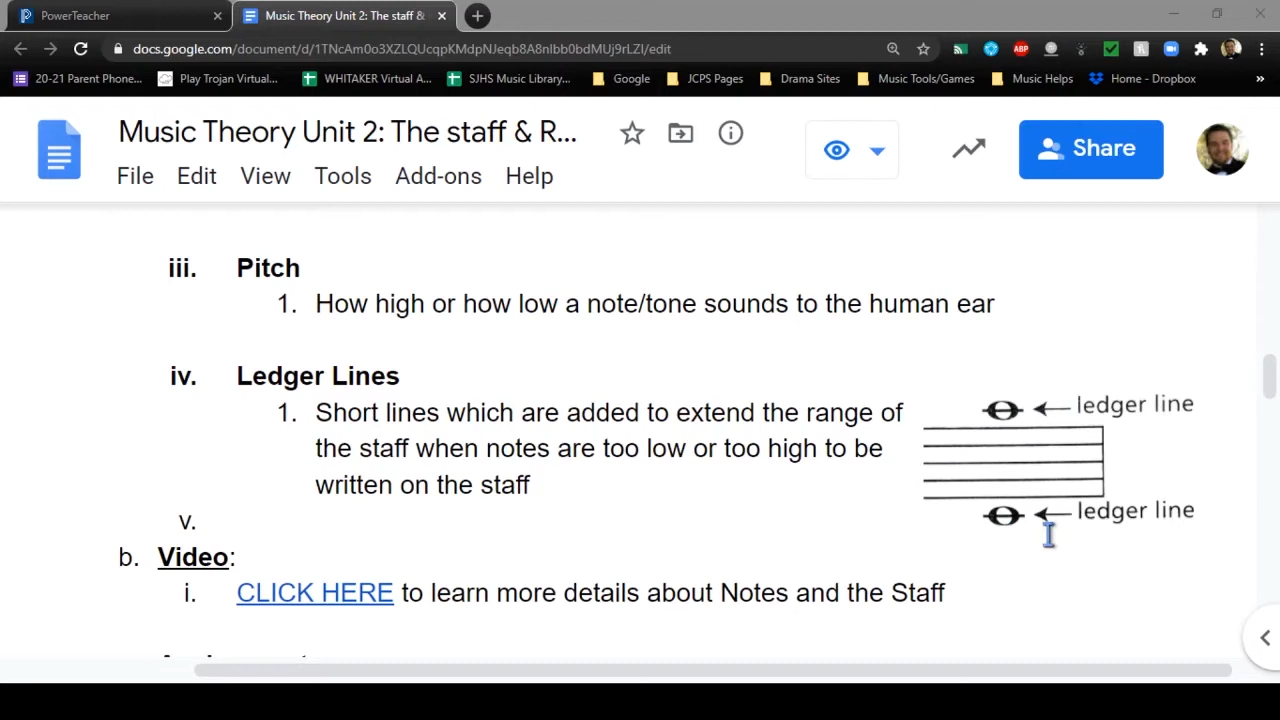 PowerTeacher
Music Theory Unit 2: The staff &
docs.google.com/document/d/1TNcAm0o3XZLQUcqpKMdpNJeqb8A8nlbb0bdMUj9rLZI/edit
ABP
20-21 Parent Phone... Play Trojan Virtual... WHITAKER Virtual A... SJHS Music Library... Google JCPS Pages Drama Sites Music Tools/Games Music Helps Home - Dropbox »
Music Theory Unit 2: The staff & R...
Share
File Edit View Tools Add-ons Help
iii. Pitch
1. How high or how low a note/tone sounds to the human ear
iv. Ledger Lines
1. Short lines which are added to extend the range of
the staff when notes are too low or too high to be
written on the staff
ledger line
ledger line
v.
b. Video:
i. CLICK HERE to learn more details about Notes and the Staff